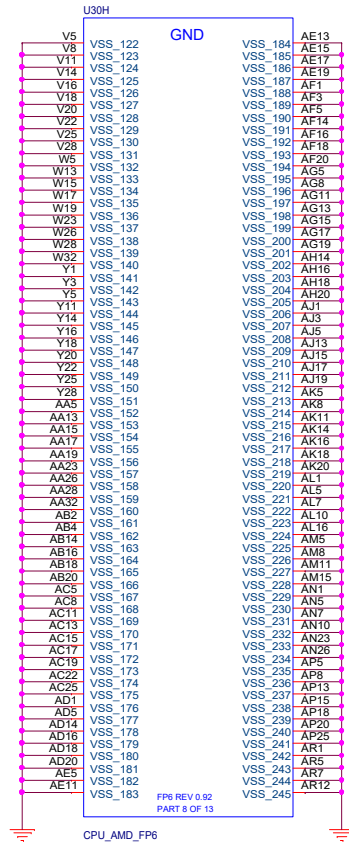 U30H
GND
V5 VSS_122 VSS_184 AE13
V8 VSS_123 VSS_185 AE15
V11 VSS_124 VSS_186 AE17
V14 VSS_125 VSS_187 AE19
V16 VSS_126 VSS_188 AF1
V18 VSS_127 VSS_189 AF3
V20 VSS_128 VSS_190 AF5
V22 VSS_129 VSS_191 AF14
V25 VSS_130 VSS_192 AF16
V28 VSS_131 VSS_193 AF18
W5 VSS_132 VSS_194 AF20
W13 VSS_133 VSS_195 AG5
W15 VSS_134 VSS_196 AG8
W17 VSS_135 VSS_197 AG11
W19 VSS_136 VSS_198 AG13
W23 VSS_137 VSS_199 AG15
W26 VSS_138 VSS_200 AG17
W28 VSS_139 VSS_201 AG19
W32 VSS_140 VSS_202 AH14
Y1 VSS_141 VSS_203 AH16
Y3 VSS_142 VSS_204 AH18
Y5 VSS_143 VSS_205 AH20
Y11 VSS_144 VSS_206 AJ1
Y14 VSS_145 VSS_207 AJ3
Y16 VSS_146 VSS_208 AJ5
Y18 VSS_147 VSS_209 AJ13
Y20 VSS_148 VSS_210 AJ15
Y22 VSS_149 VSS_211 AJ17
Y25 VSS_150 VSS_212 AJ19
Y28 VSS_151 VSS_213 AK5
AA5 VSS_152 VSS_214 AK8
AA13 VSS_153 VSS_215 AK11
AA15 VSS_154 VSS_216 AK14
AA17 VSS_155 VSS_217 AK16
AA19 VSS_156 VSS_218 AK18
AA23 VSS_157 VSS_219 AK20
AA26 VSS_158 VSS_220 AL1
AA28 VSS_159 VSS_221 AL5
AA32 VSS_160 VSS_222 AL7
AB2 VSS_161 VSS_223 AL10
AB4 VSS_162 VSS_224 AL16
AB14 VSS_163 VSS_225 AM5
AB16 VSS_164 VSS_226 AM8
AB18 VSS_165 VSS_227 AM11
AB20 VSS_166 VSS_228 AM15
AC5 VSS_167 VSS_229 AN1
AC8 VSS_168 VSS_230 AN5
AC11 VSS_169 VSS_231 AN7
AC13 VSS_170 VSS_232 AN10
AC15 VSS_171 VSS_233 AN23
AC17 VSS_172 VSS_234 AN26
AC19 VSS_173 VSS_235 AP5
AC22 VSS_174 VSS_236 AP8
AC25 VSS_175 VSS_237 AP13
AD1 VSS_176 VSS_238 AP15
AD5 VSS_177 VSS_239 AP18
AD14 VSS_178 VSS_240 AP20
AD16 VSS_179 VSS_241 AP25
AD18 VSS_180 VSS_242 AR1
AD20 VSS_181 VSS_243 AR5
AE5 VSS_182 VSS_244 AR7
AE11 VSS_183 VSS_245 AR12
FP6 REV 0.92
PART 8 OF 13
CPU_AMD_FP6